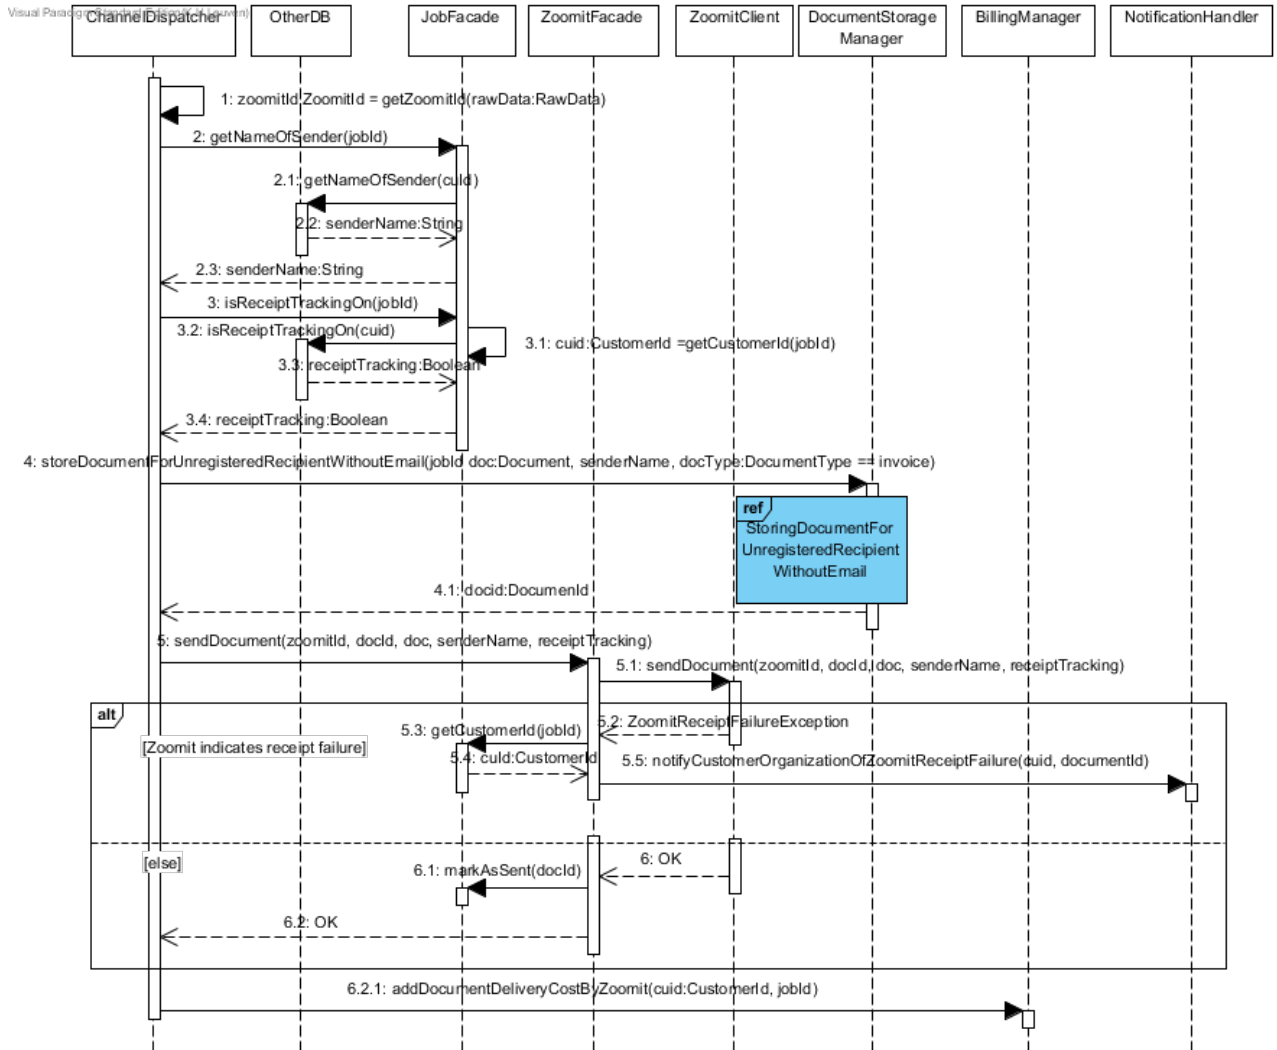 Visual Paradigm Standard Edition(K.U.Leuven)
ChannelDispatcher
OtherDB
JobFacade
ZoomitFacade
ZoomitClient
DocumentStorage
Manager
BillingManager
NotificationHandler
1: zoomitId:ZoomitId = getZoomitId(rawData:RawData)
2: getNameOfSender(jobId)
2.1: getNameOfSender(cuId)
2.2: senderName:String
2.3: senderName:String
3: isReceiptTrackingOn(jobId)
3.2: isReceiptTrackingOn(cuid)
3.1: cuid:CustomerId =getCustomerId(jobId)
3.3: receiptTracking:Boolean
3.4: receiptTracking:Boolean
4: storeDocumentForUnregisteredRecipientWithoutEmail(jobId doc:Document, senderName, docType:DocumentType == invoice)
ref
StoringDocumentFor
UnregisteredRecipient
WithoutEmail
4.1: docid:DocumenId
5: sendDocument(zoomitId, docId, doc, senderName, receiptTracking)
5.1: sendDocument(zoomitId, docId, doc, senderName, receiptTracking)
alt
5.2: ZoomitReceiptFailureException
5.3: getCustomerId(jobId)
[Zoomit indicates receipt failure]
5.4: cuId:CustomerId
5.5: notifyCustomerOrganizationOfZoomitReceiptFailure(cuid, documentId)
[else]
6: OK
6.1: markAsSent(docId)
6.2: OK
6.2.1: addDocumentDeliveryCostByZoomit(cuid:CustomerId, jobId)